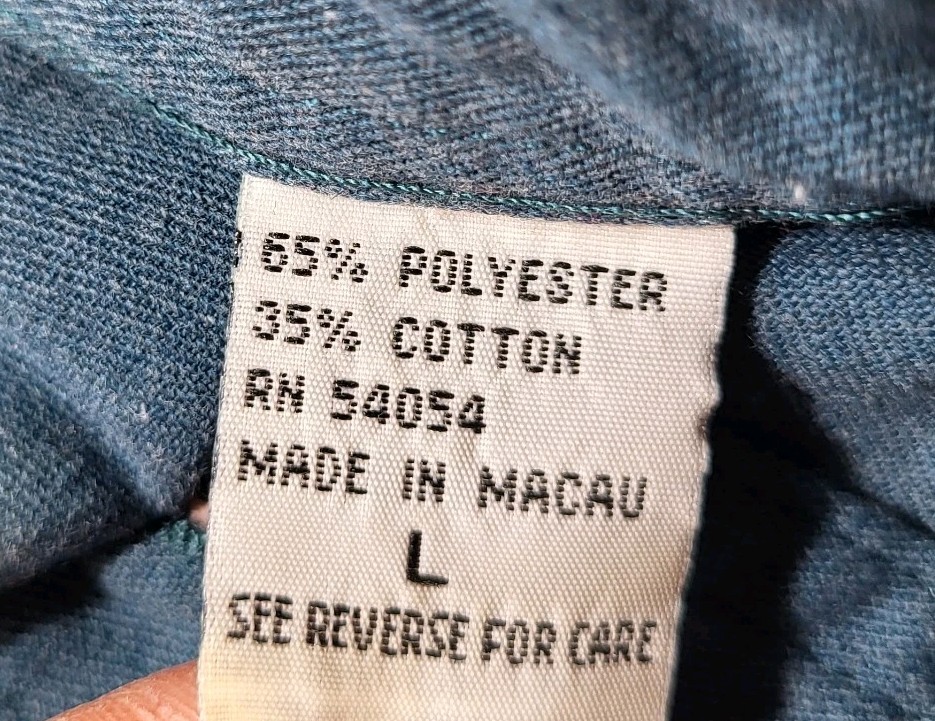 65% POLYESTER
35% COTTON
RN 54054
MADE IN MACAU
L
SEE REVERSE FOR CARE